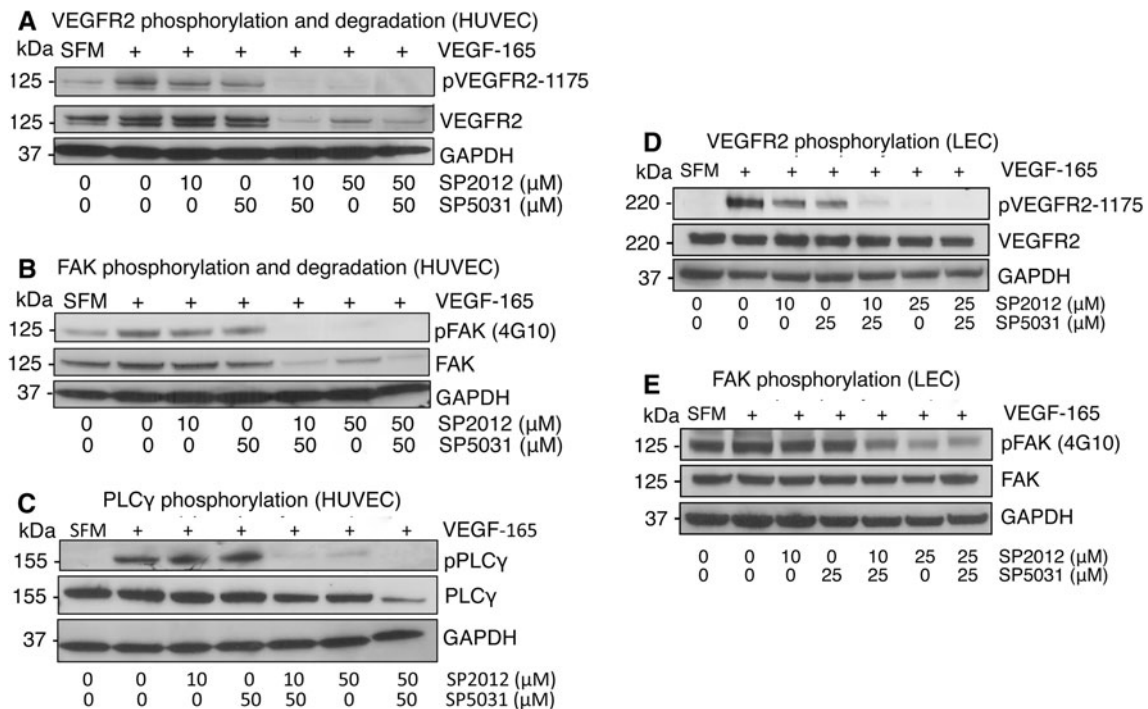 A VEGFR2 phosphorylation and degradation (HUVEC)
kDa SFM + + + + + + VEGF-165
125 pVEGFR2-1175
125 VEGFR2
37 GAPDH
0 0 10 0 10 50 50 SP2012 (μM)
0 0 0 50 50 0 50 SP5031 (μM)
B FAK phosphorylation and degradation (HUVEC)
kDa SFM + + + + + + VEGF-165
125 pFAK (4G10)
125 FAK
37 GAPDH
0 0 10 0 10 50 50 SP2012 (μM)
0 0 0 50 50 0 50 SP5031 (μM)
C PLCγ phosphorylation (HUVEC)
kDa SFM + + + + + + VEGF-165
155 pPLCγ
155 PLCγ
37 GAPDH
0 0 10 0 10 50 50 SP2012 (μM)
0 0 0 50 50 0 50 SP5031 (μM)
D VEGFR2 phosphorylation (LEC)
kDa SFM + + + + + + VEGF-165
220 pVEGFR2-1175
220 VEGFR2
37 GAPDH
0 0 10 0 10 25 25 SP2012 (μM)
0 0 0 25 25 0 25 SP5031 (μM)
E FAK phosphorylation (LEC)
kDa SFM + + + + + + VEGF-165
125 pFAK (4G10)
125 FAK
37 GAPDH
0 0 10 0 10 25 25 SP2012 (μM)
0 0 0 25 25 0 25 SP5031 (μM)